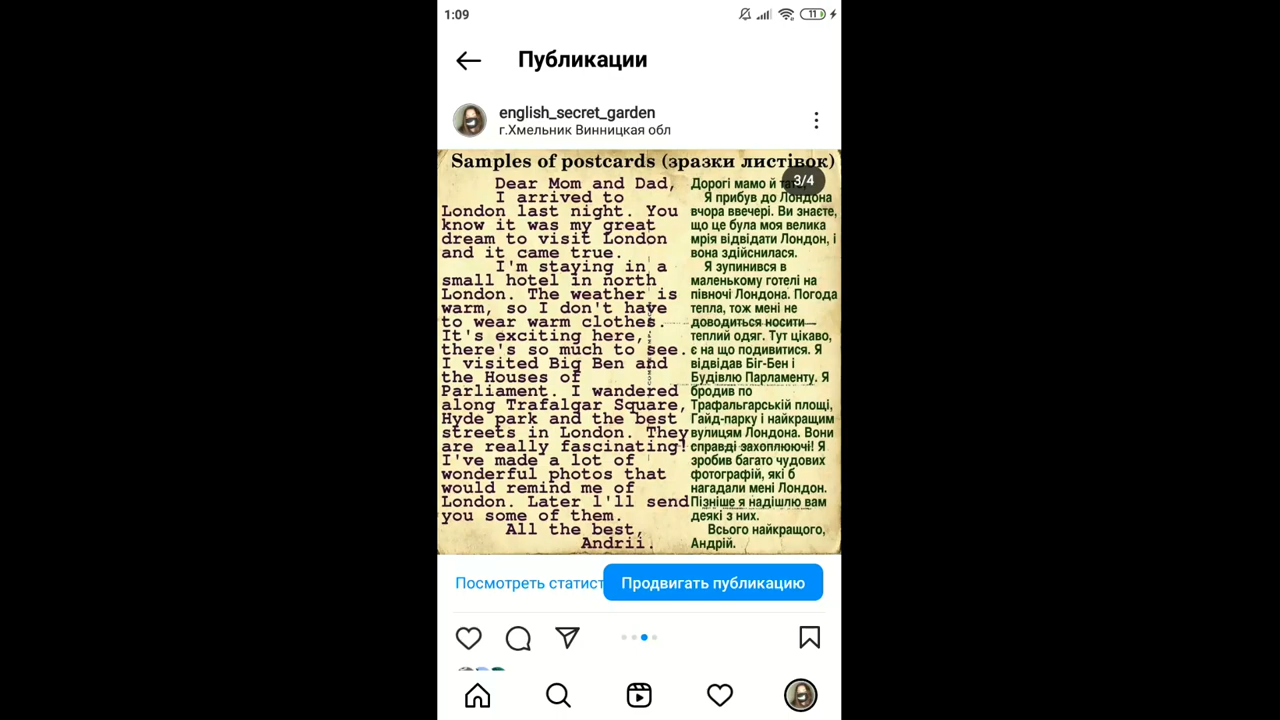 1:09
11
Публикации
english_secret_garden
г.Хмельник Винницкая обл
Samples of postcards (зразки листівок)
3/4
Dear Mom and Dad,
I arrived to
London last night. You
know it was my great
dream to visit London
and it came true.
I'm staying in a
small hotel in north
London. The weather is
warm, so I don't have
to wear warm clothes.
It's exciting here,
there's so much to see.
I visited Big Ben and
the Houses of
Parliament. I wandered
along Trafalgar Square,
Hyde park and the best
streets in London. They
are really fascinating!
I've made a lot of
wonderful photos that
would remind me of
London. Later l'll send
you some of them.
All the best,
Andrii.
Дорогі мамо й
Я прибув до Лондона
вчора ввечері. Ви знаєте,
що це була моя велика
мрія відвідати Лондон, і
вона здійснилася.
Я зупинився в
маленькому готелі на
півночі Лондона. Погода
тепла, тож мені не
доводиться носити
теплий одяг. Тут цікаво,
є на що подивитися. Я
відвідав Біг-Бен і
Будівлю Парламенту. Я
бродив по
Трафальгарській площі,
Гайд-парку і найкращим
вулицям Лондона. Вони
справді захоплюючі! Я
зробив багато чудових
фотографій, які б
нагадали мені Лондон.
Пізніше я надішлю вам
деякі з них.
Всього найкращого,
Андрій.
Посмотреть статист
Продвигать публикацию